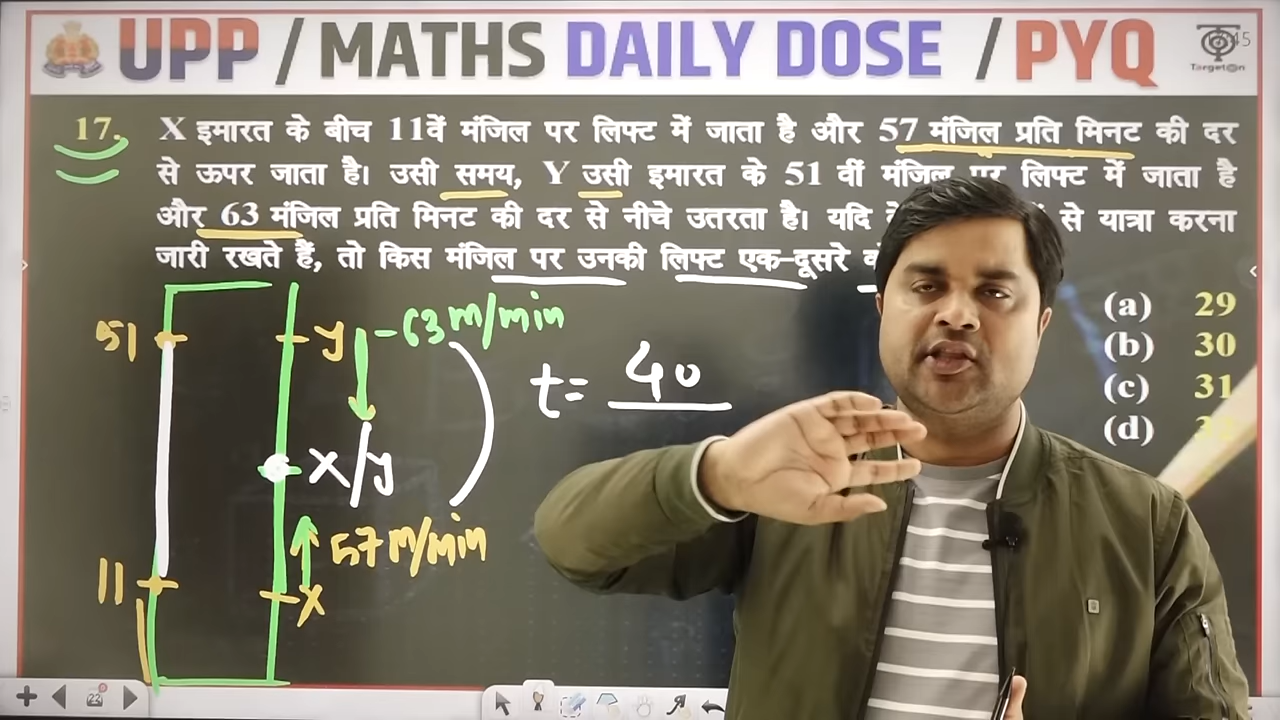 UPP / MATHS DAILY DOSE / PYQ
Target@n
17. X इमारत के बीच 11वें मंजिल पर लिफ्ट में जाता है और 57 मंजिल प्रति मिनट की दर
से ऊपर जाता है। उसी समय, Y उसी इमारत के 51 वीं मंजिल पर लिफ्ट में जाता है
और 63 मंजिल प्रति मिनट की दर से नीचे उतरता है। यदि से यात्रा करना
जारी रखते हैं, तो किस मंजिल पर उनकी लिफ्ट एक-दूसरे
(a) 29
(b) 30
(c) 31
(d)
51 y -63 m/min
t= 40
x/y
57 m/min
11 x
22